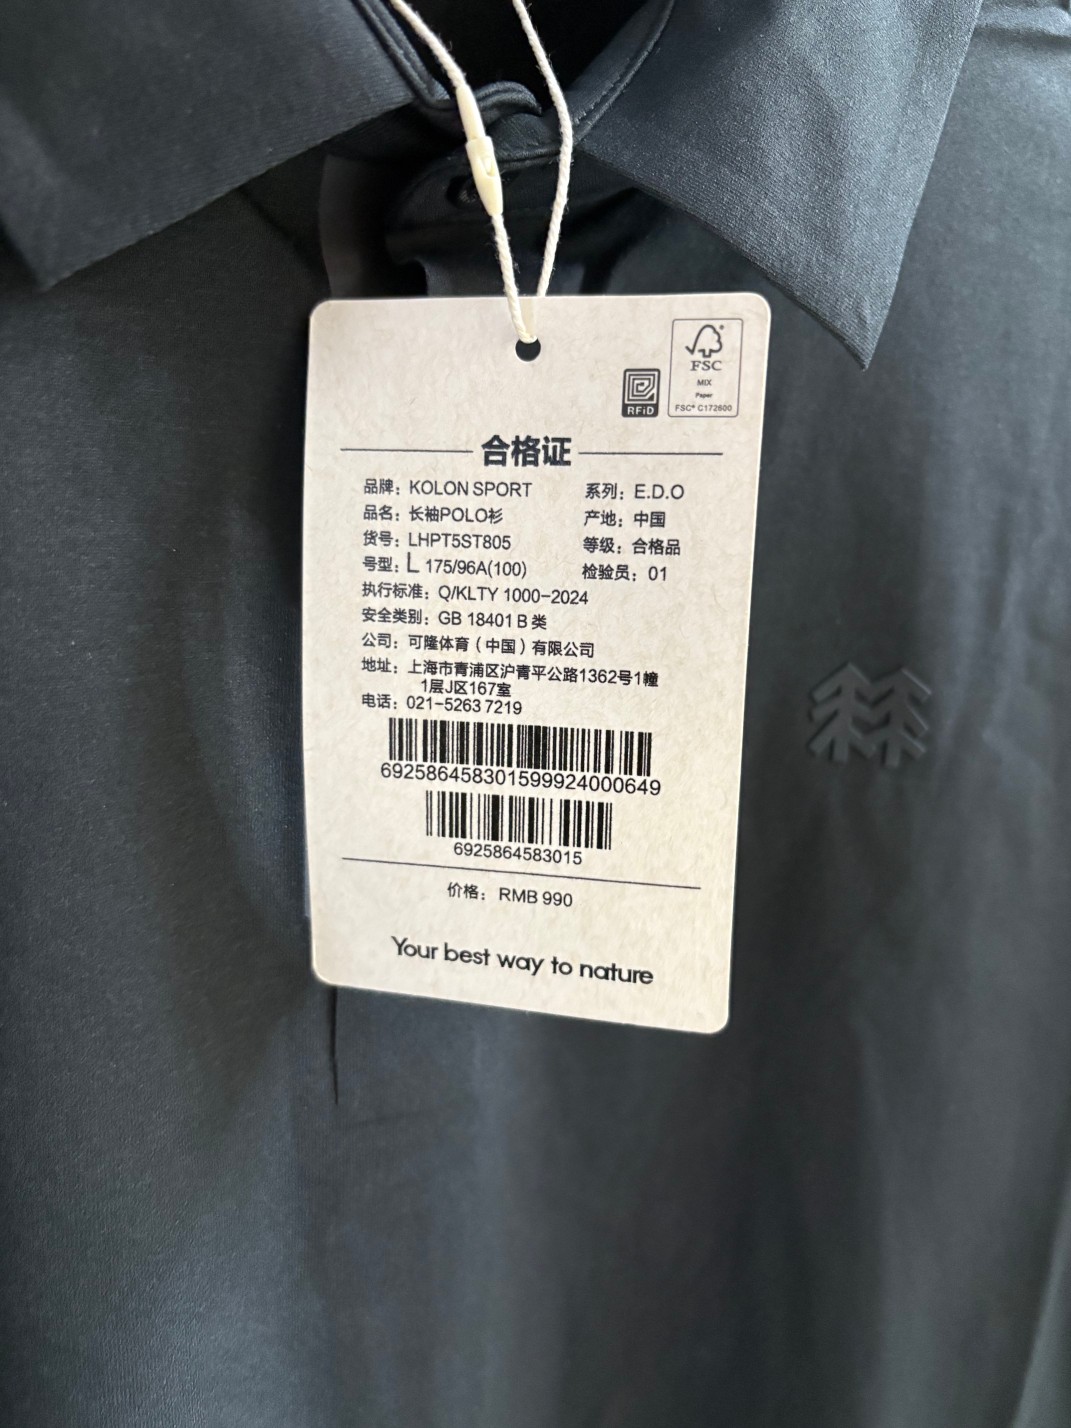 FSC
MIX
Paper
FSC® C172600
RFiD
合格证
品牌：KOLON SPORT 系列：E.D.O
品名：长袖POLO衫 产地：中国
货号：LHPT5ST805 等级：合格品
号型：L 175/96A(100) 检验员：01
执行标准：Q/KLTY 1000-2024
安全类别：GB 18401 B 类
公司：可隆体育（中国）有限公司
地址：上海市青浦区沪青平公路1362号1幢
1层J区167室
电话：021-5263 7219
692586458301599924000649
6925864583015
价格：RMB 990
Your best way to nature